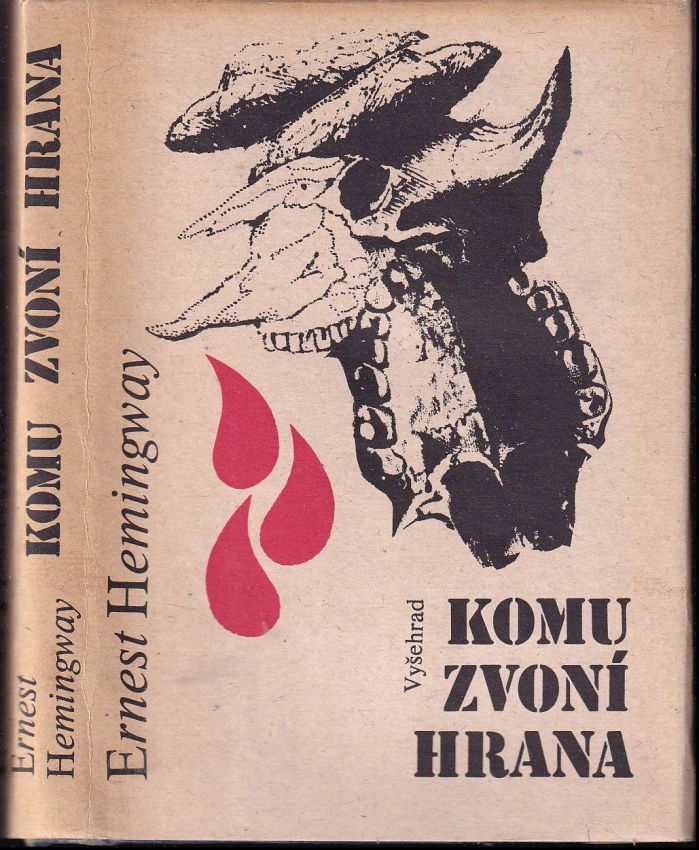 Ernest
Hemingway
KOMU ZVONÍ HRANA
Ernest Hemingway
Vyšehrad
KOMU
ZVONÍ
HRANA